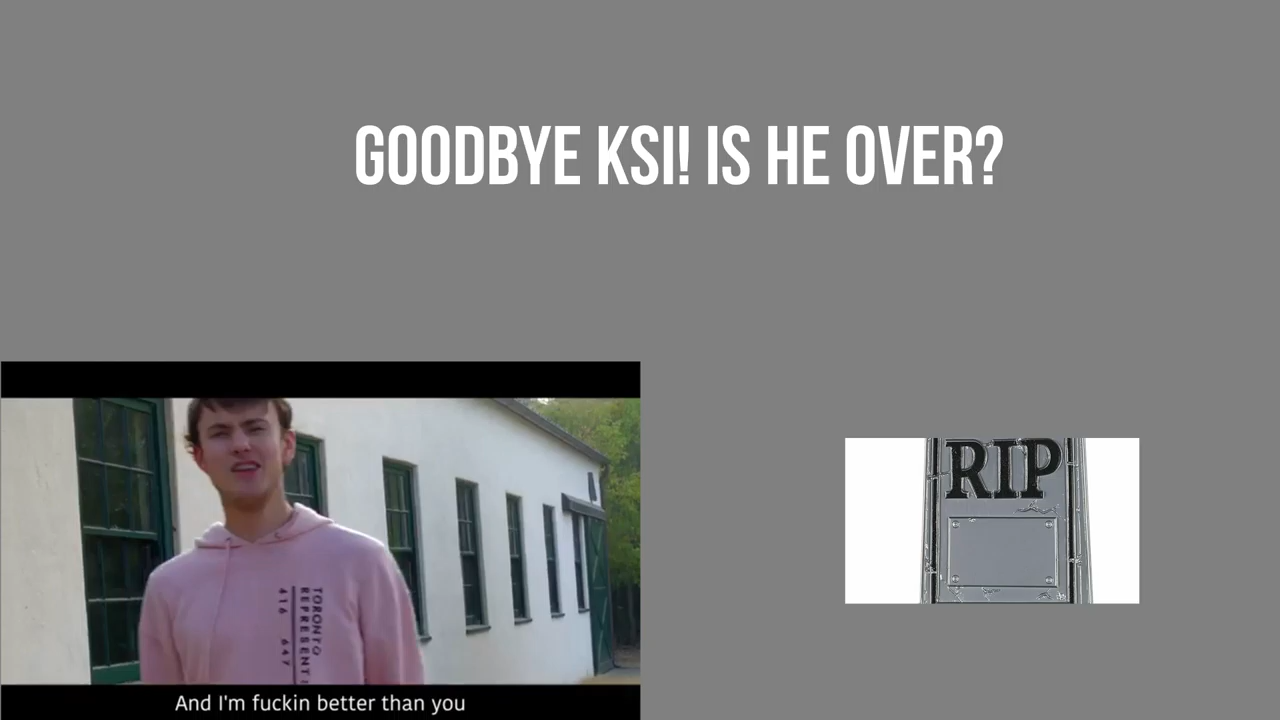 GOODBYE KSI! IS HE OVER?
RIP
TORONTO
REPRESENT
416 647
And I'm fuckin better than you